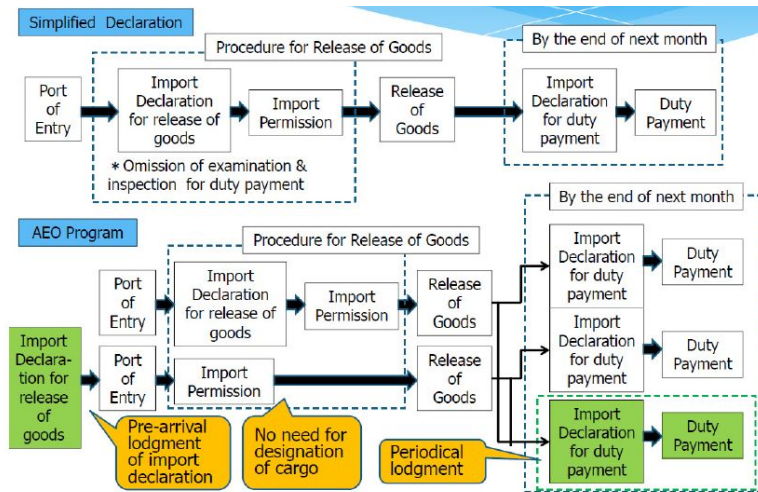 Simplified Declaration
Procedure for Release of Goods
By the end of next month
Port
of
Entry
Import
Declaration
for release of
goods
Import
Permission
Release
of
Goods
Import
Declaration
for duty
payment
Duty
Payment
* Omission of examination &
inspection for duty payment
By the end of next month
AEO Program
Procedure for Release of Goods
Port
of
Entry
Import
Declaration
for release of
goods
Import
Permission
Release
of
Goods
Import
Declaration
for duty
payment
Duty
Payment
Import
Declara-
tion for
release
of
goods
Port
of
Entry
Import
Permission
Release
of
Goods
Import
Declaration
for duty
payment
Duty
Payment
Pre-arrival
lodgment
of import
declaration
No need for
designation
of cargo
Periodical
lodgment
Import
Declaration
for duty
payment
Duty
Payment